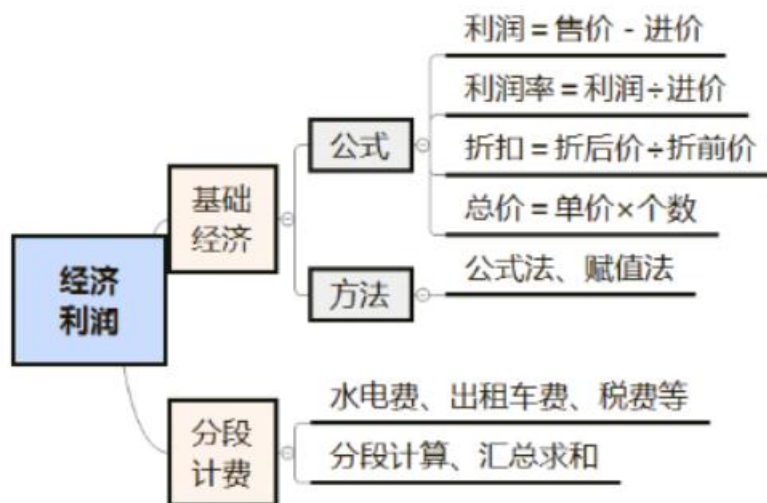 经济
利润
基础
经济
公式
利润=售价-进价
利润率=利润÷进价
折扣=折后价÷折前价
总价=单价×个数
方法
公式法、赋值法
分段
计费
水电费、出租车费、税费等
分段计算、汇总求和